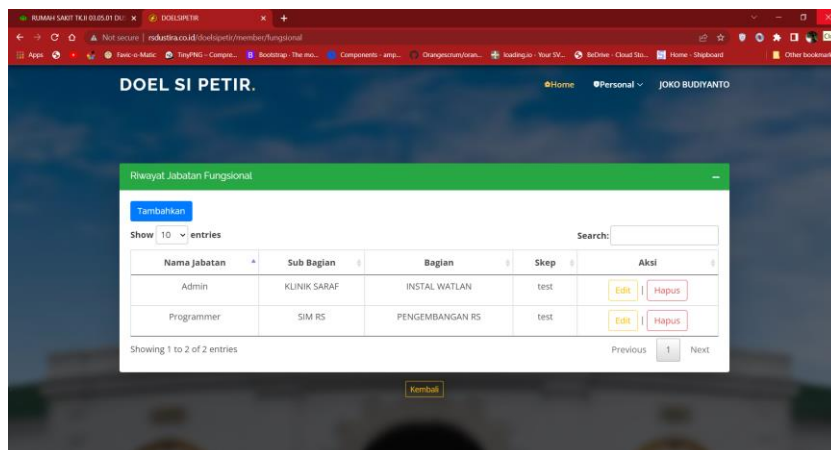 RUMAH SAKIT TK.II 03.05.01 DUS
DOELSIPETIR
Not secure | rsdustira.co.id/doelsipetir/member/fungsional
Apps
Favic-o-Matic
TinyPNG – Compre...
Bootstrap · The mo...
Components - amp...
Orangescrum/oran...
loading.io - Your SV...
BeDrive - Cloud Sto...
Home - Shipboard
Other bookmark
DOEL SI PETIR.
Home
Personal
JOKO BUDIYANTO
Riwayat Jabatan Fungsional
Tambahkan
Show 10 entries Search:
Nama Jabatan Sub Bagian Bagian Skep Aksi
Admin KLINIK SARAF INSTAL WATLAN test Edit | Hapus
Programmer SIM RS PENGEMBANGAN RS test Edit | Hapus
Showing 1 to 2 of 2 entries Previous 1 Next
Kembali